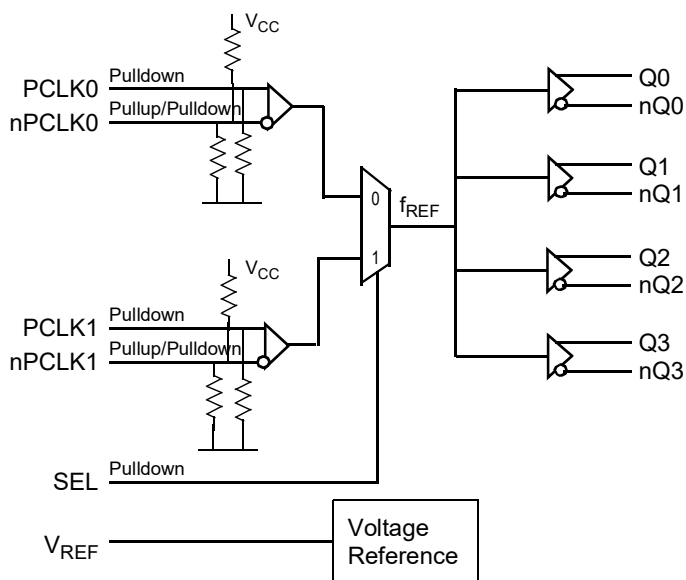 VCC
PCLK0 Pulldown
nPCLK0 Pullup/Pulldown
0
1
fREF
VCC
PCLK1 Pulldown
nPCLK1 Pullup/Pulldown
SEL Pulldown
VREF
Voltage
Reference
Q0
nQ0
Q1
nQ1
Q2
nQ2
Q3
nQ3